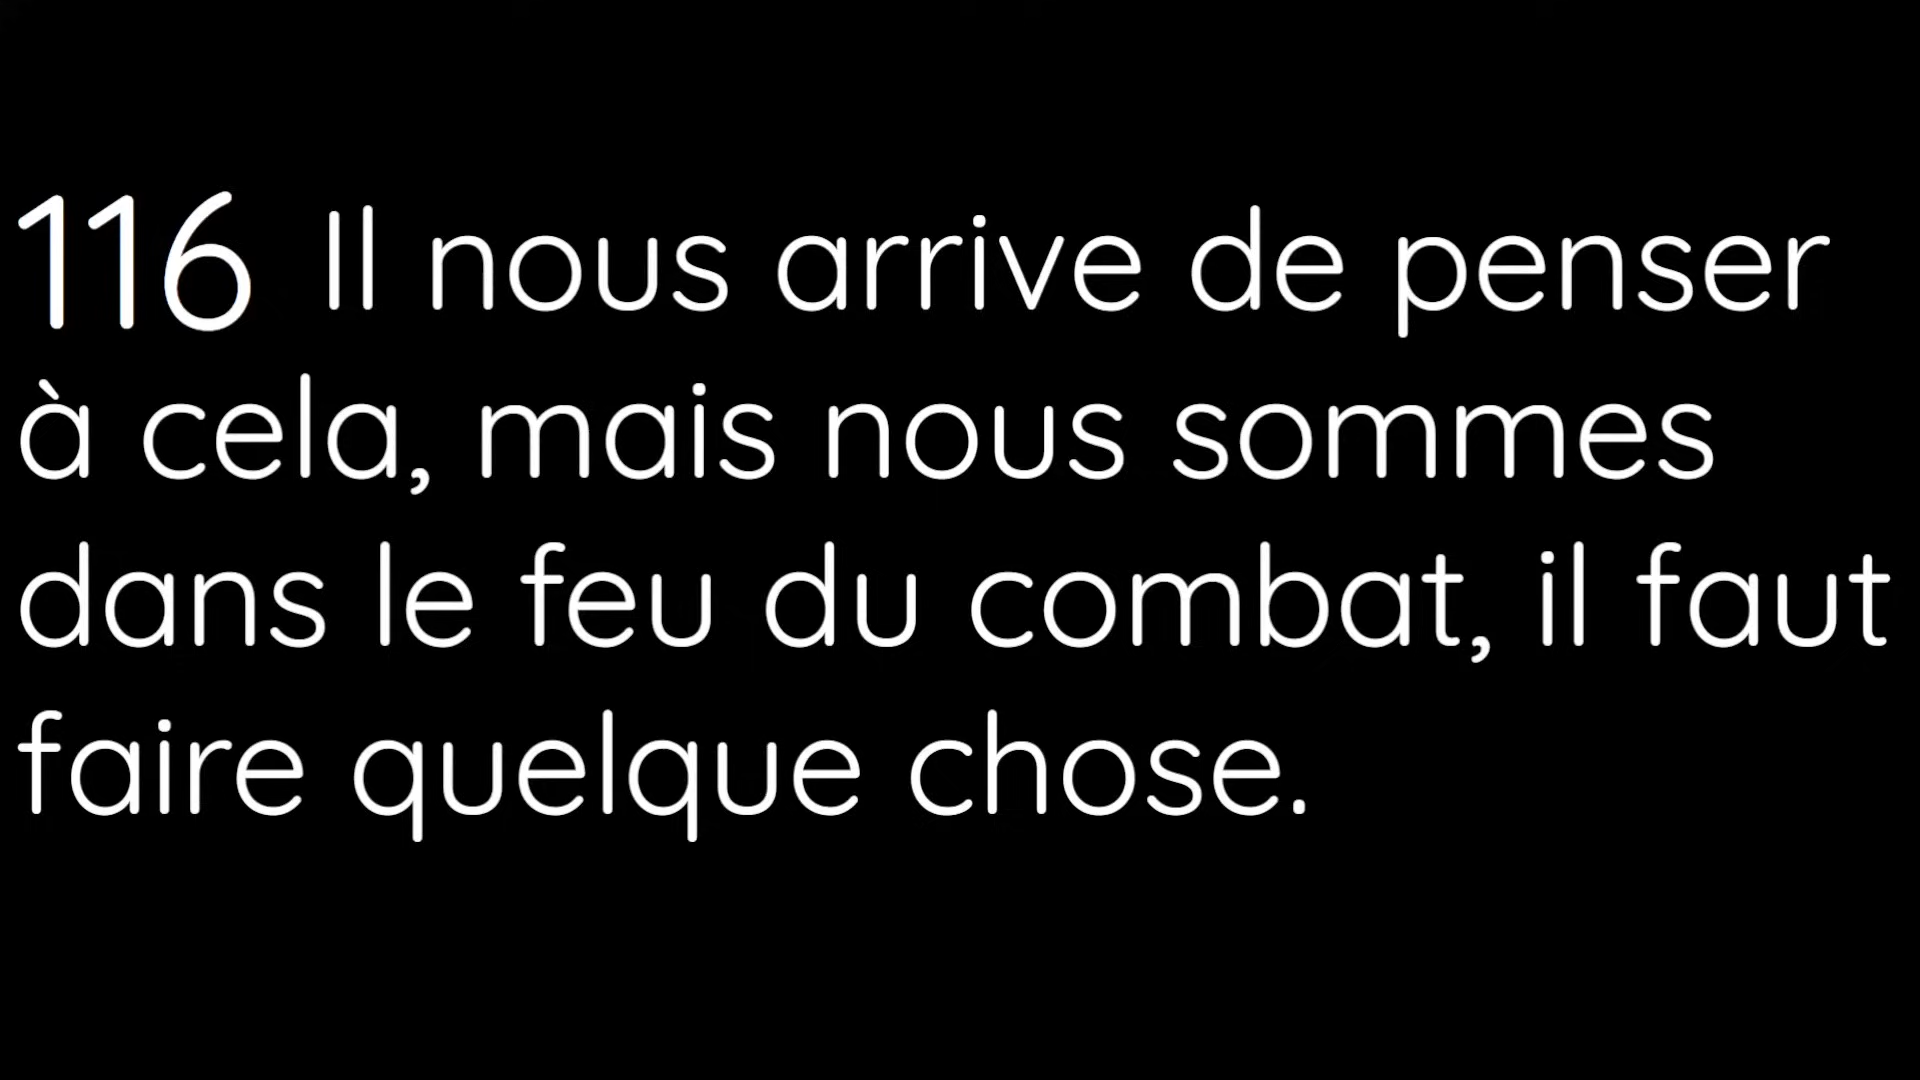 116 Il nous arrive de penser
à cela, mais nous sommes
dans le feu du combat, il faut
faire quelque chose.